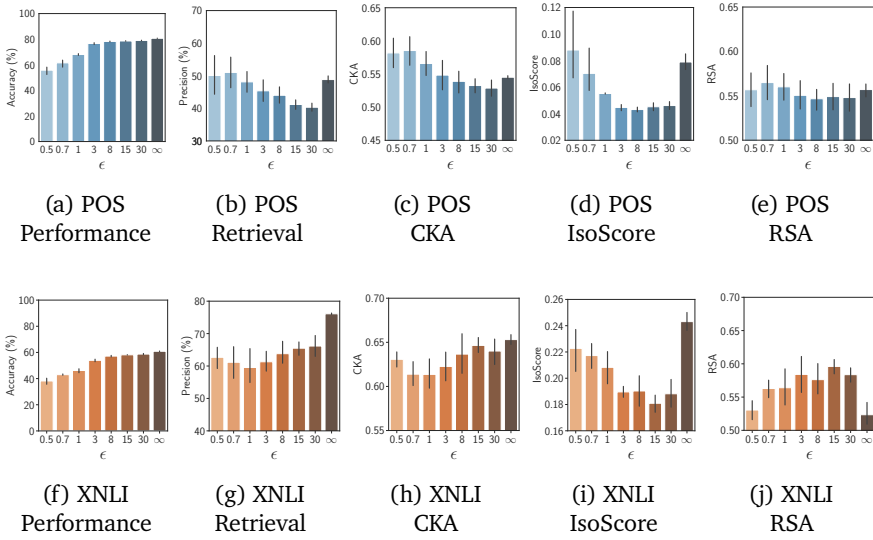 100
80
60
40
20
0
Accuracy (%)
0.5 0.7 1 3 8 15 30 ∞
ϵ
70
60
50
40
30
Precision (%)
0.5 0.7 1 3 8 15 30 ∞
ϵ
0.65
0.60
0.55
0.50
0.45
CKA
0.5 0.7 1 3 8 15 30 ∞
ϵ
0.12
0.10
0.08
0.06
0.04
0.02
IsoScore
0.5 0.7 1 3 8 15 30 ∞
ϵ
0.65
0.60
0.55
0.50
RSA
0.5 0.7 1 3 8 15 30 ∞
ϵ
(a) POS
Performance
(b) POS
Retrieval
(c) POS
CKA
(d) POS
IsoScore
(e) POS
RSA
100
80
60
40
20
0
Accuracy (%)
0.5 0.7 1 3 8 15 30 ∞
ϵ
80
70
60
50
40
Precision (%)
0.5 0.7 1 3 8 15 30 ∞
ϵ
0.70
0.65
0.60
0.55
CKA
0.5 0.7 1 3 8 15 30 ∞
ϵ
0.26
0.24
0.22
0.20
0.18
0.16
IsoScore
0.5 0.7 1 3 8 15 30 ∞
ϵ
0.70
0.65
0.60
0.55
0.50
RSA
0.5 0.7 1 3 8 15 30 ∞
ϵ
(f) XNLI
Performance
(g) XNLI
Retrieval
(h) XNLI
CKA
(i) XNLI
IsoScore
(j) XNLI
RSA